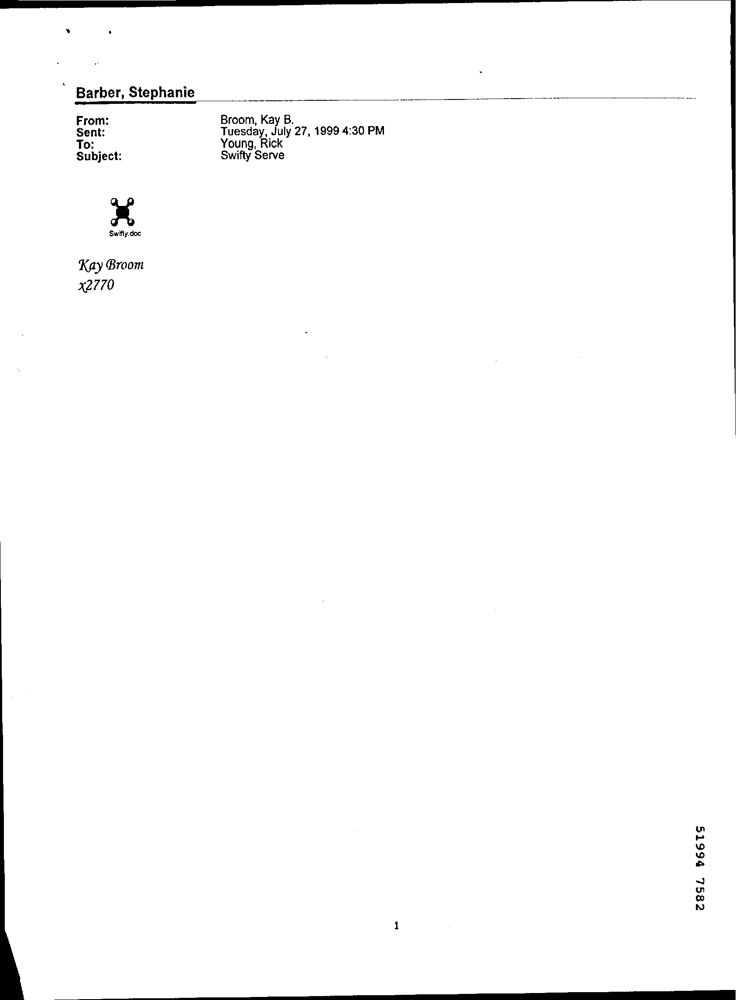 Barber, Stephanie
From: Broom, Kay B.
Sent: Tuesday, July 27, 1999 4:30 PM
To: Young, Rick
Subject: Swifty Serve
Swifty.doc
Kay Broom
x2770
51994 7582
1